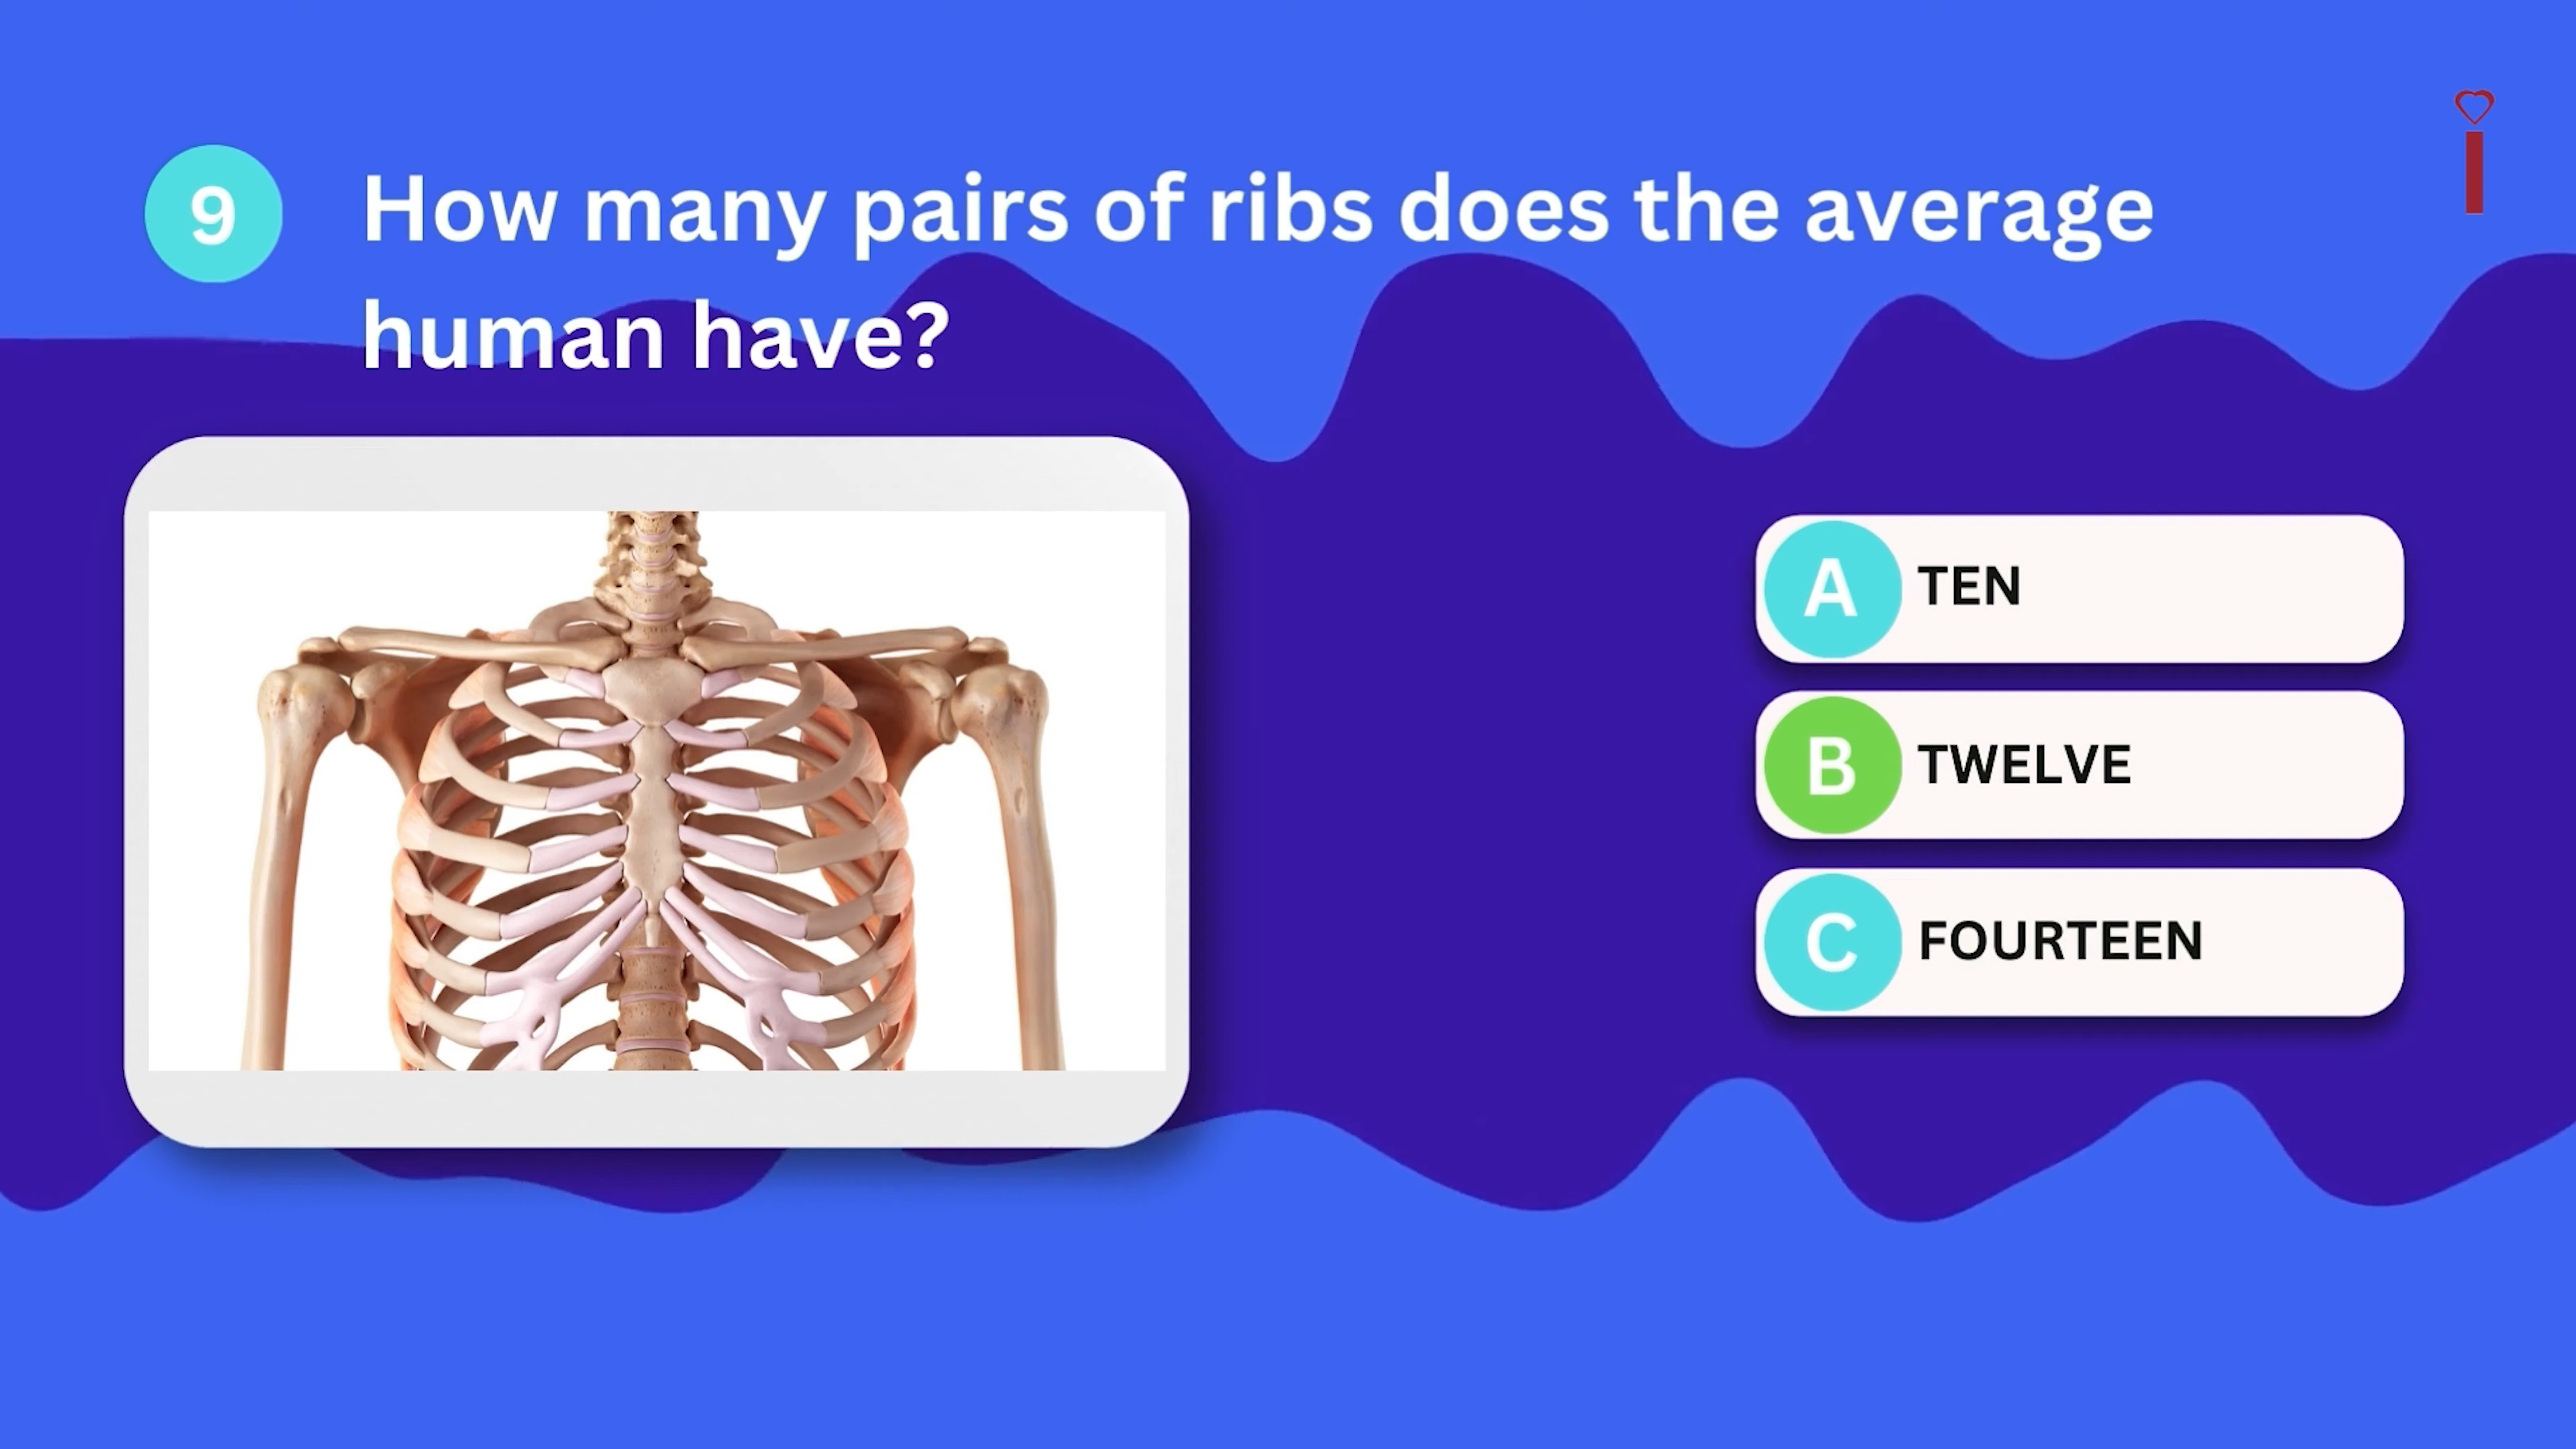 9
How many pairs of ribs does the average
human have?
A TEN
B TWELVE
C FOURTEEN